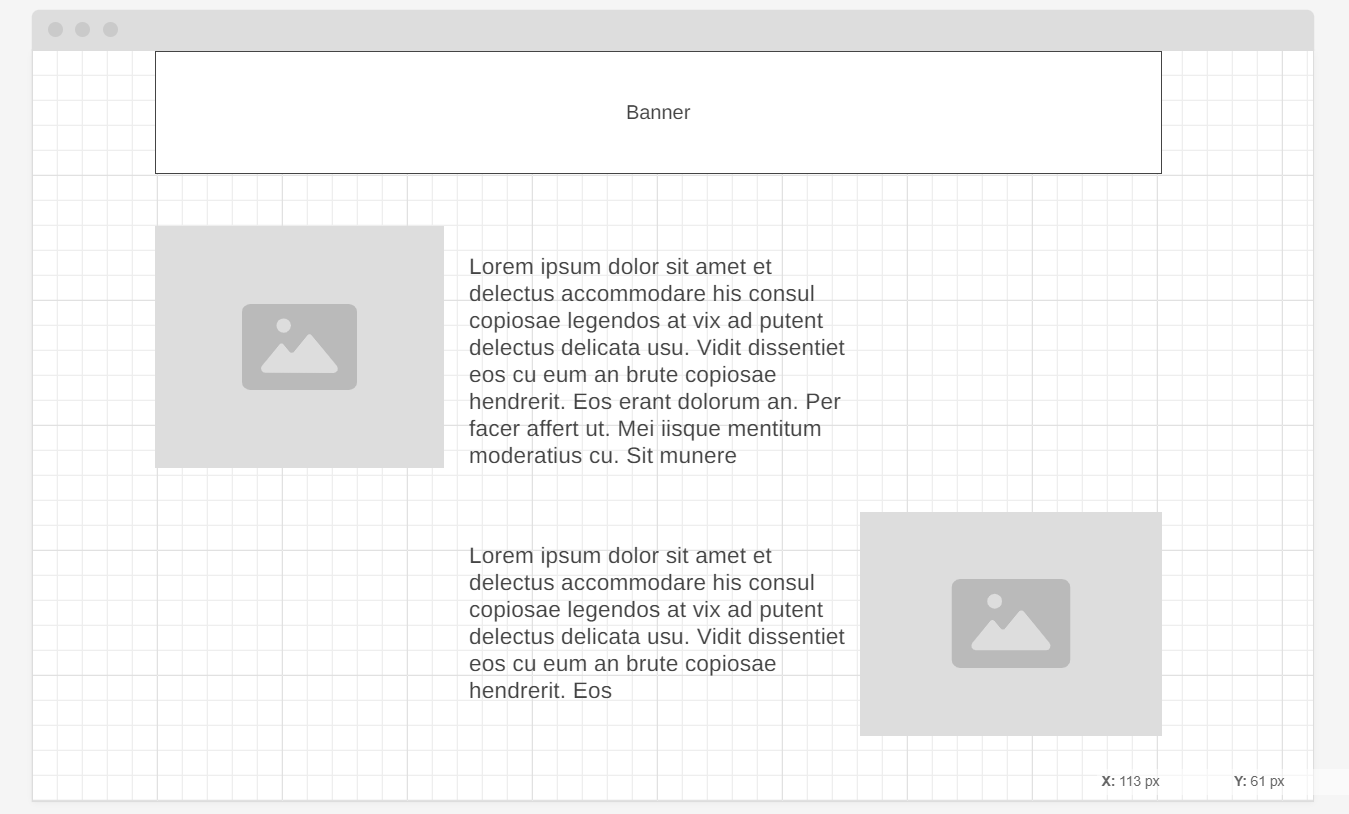 Banner
Lorem ipsum dolor sit amet et
delectus accommodare his consul
copiosae legendos at vix ad putent
delectus delicata usu. Vidit dissentiet
eos cu eum an brute copiosae
hendrerit. Eos erant dolorum an. Per
facer affert ut. Mei iisque mentitum
moderatius cu. Sit munere
Lorem ipsum dolor sit amet et
delectus accommodare his consul
copiosae legendos at vix ad putent
delectus delicata usu. Vidit dissentiet
eos cu eum an brute copiosae
hendrerit. Eos
X: 113 px Y: 61 px